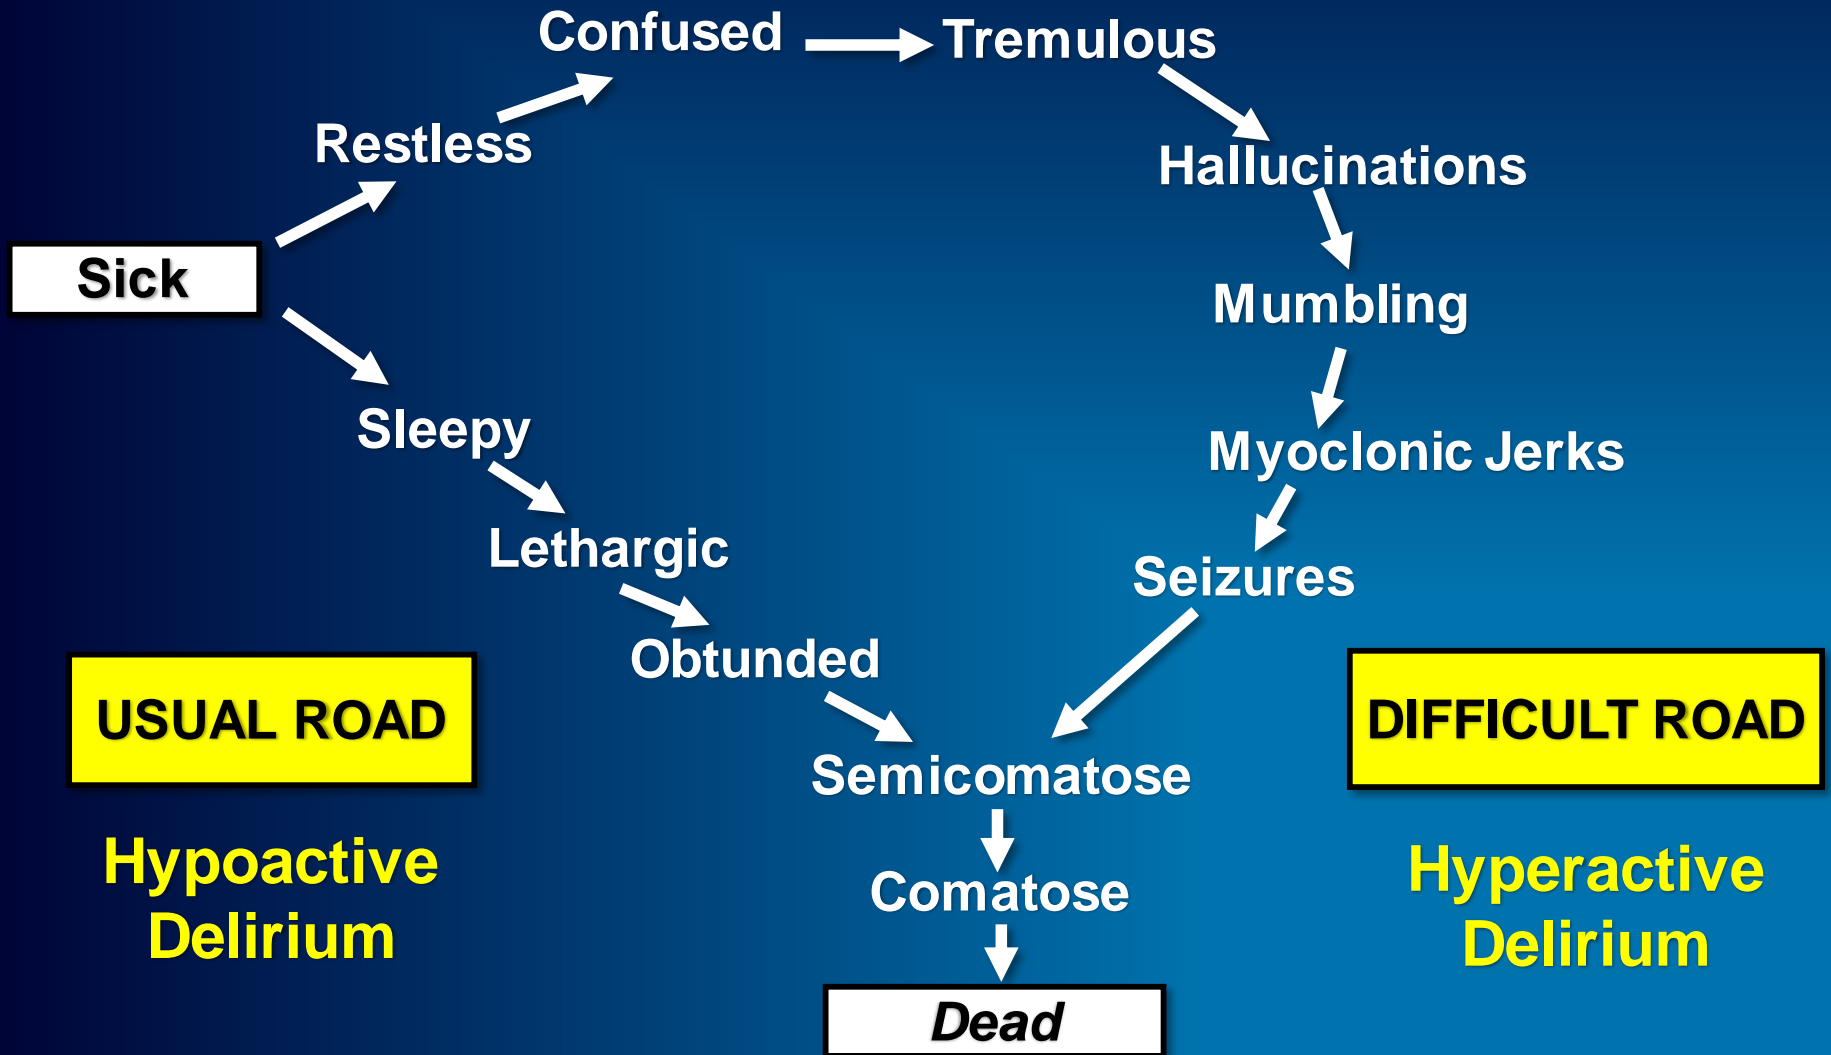 Confused
Tremulous
Restless
Hallucinations
Sick
Mumbling
Sleepy
Myoclonic Jerks
Lethargic
Seizures
Obtunded
USUAL ROAD
DIFFICULT ROAD
Semicomatose
Hypoactive
Delirium
Comatose
Hyperactive
Delirium
Dead